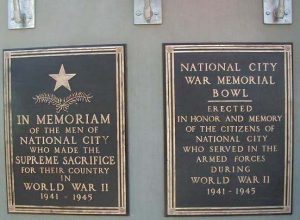 IN MEMORIAM
OF THE MEN OF
NATIONAL CITY
WHO MADE THE
SUPREME SACRIFICE
FOR THEIR COUNTRY
IN
WORLD WAR II
1941 - 1945
NATIONAL CITY
WAR MEMORIAL
BOWL
ERECTED
IN HONOR AND MEMORY
OF THE CITIZENS OF
NATIONAL CITY
WHO SERVED IN THE
ARMED FORCES
DURING
WORLD WAR II
1941 - 1945